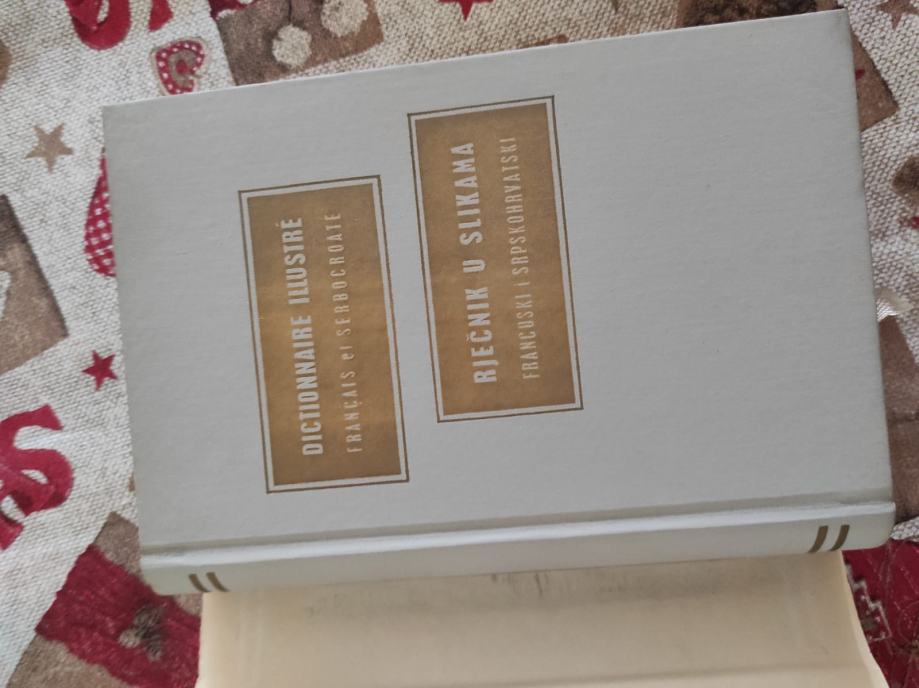 DICTIONNAIRE ILLUSTRÉ
FRANÇAIS et SERBOCROATE
RJEČNIK U SLIKAMA
FRANCUSKI i SRPSKOHRVATSKI